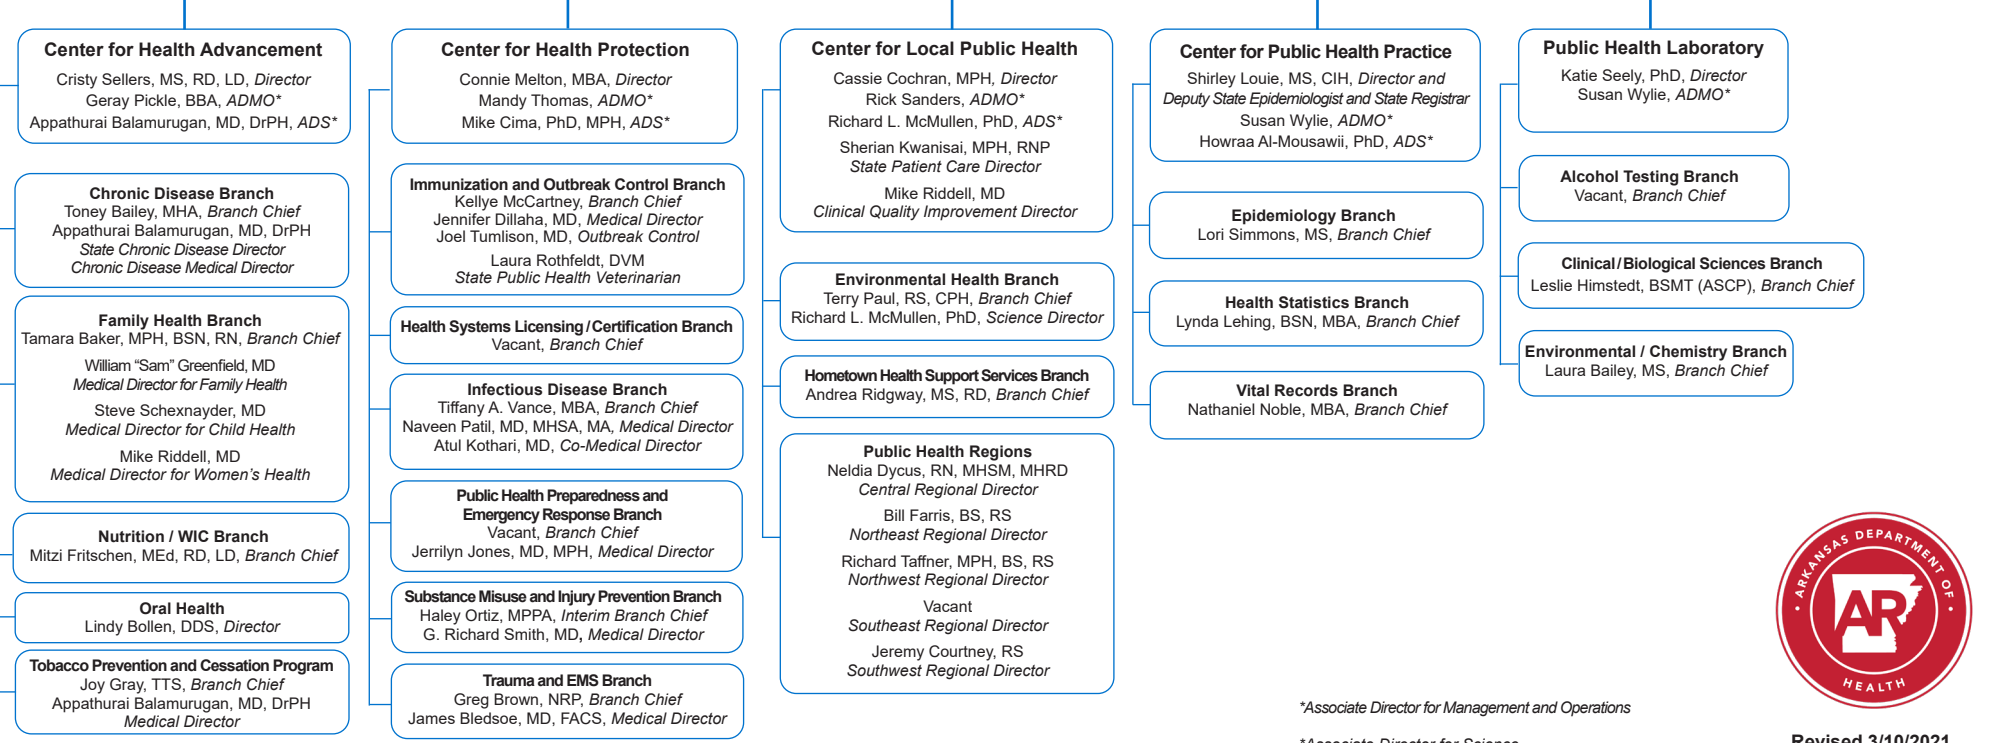 Center for Health Advancement
Cristy Sellers, MS, RD, LD, Director
Geray Pickle, BBA, ADMO*
Appathurai Balamurugan, MD, DrPH, ADS*
Chronic Disease Branch
Toney Bailey, MHA, Branch Chief
Appathurai Balamurugan, MD, DrPH
State Chronic Disease Director
Chronic Disease Medical Director
Family Health Branch
Tamara Baker, MPH, BSN, RN, Branch Chief
William “Sam” Greenfield, MD
Medical Director for Family Health
Steve Schexnayder, MD
Medical Director for Child Health
Mike Riddell, MD
Medical Director for Women’s Health
Nutrition / WIC Branch
Mitzi Fritschen, MEd, RD, LD, Branch Chief
Oral Health
Lindy Bollen, DDS, Director
Tobacco Prevention and Cessation Program
Joy Gray, TTS, Branch Chief
Appathurai Balamurugan, MD, DrPH
Medical Director
Center for Health Protection
Connie Melton, MBA, Director
Mandy Thomas, ADMO*
Mike Cima, PhD, MPH, ADS*
Immunization and Outbreak Control Branch
Kellye McCartney, Branch Chief
Jennifer Dillaha, MD, Medical Director
Joel Tumlison, MD, Outbreak Control
Laura Rothfeldt, DVM
State Public Health Veterinarian
Health Systems Licensing / Certification Branch
Vacant, Branch Chief
Infectious Disease Branch
Tiffany A. Vance, MBA, Branch Chief
Naveen Patil, MD, MHSA, MA, Medical Director
Atul Kothari, MD, Co-Medical Director
Public Health Preparedness and
Emergency Response Branch
Vacant, Branch Chief
Jerrilyn Jones, MD, MPH, Medical Director
Substance Misuse and Injury Prevention Branch
Haley Ortiz, MPPA, Interim Branch Chief
G. Richard Smith, MD, Medical Director
Trauma and EMS Branch
Greg Brown, NRP, Branch Chief
James Bledsoe, MD, FACS, Medical Director
Center for Local Public Health
Cassie Cochran, MPH, Director
Rick Sanders, ADMO*
Richard L. McMullen, PhD, ADS*
Sherian Kwanisai, MPH, RNP
State Patient Care Director
Mike Riddell, MD
Clinical Quality Improvement Director
Environmental Health Branch
Terry Paul, RS, CPH, Branch Chief
Richard L. McMullen, PhD, Science Director
Hometown Health Support Services Branch
Andrea Ridgway, MS, RD, Branch Chief
Public Health Regions
Neldia Dycus, RN, MHSM, MHRD
Central Regional Director
Bill Farris, BS, RS
Northeast Regional Director
Richard Taffner, MPH, BS, RS
Northwest Regional Director
Vacant
Southeast Regional Director
Jeremy Courtney, RS
Southwest Regional Director
Center for Public Health Practice
Shirley Louie, MS, CIH, Director and
Deputy State Epidemiologist and State Registrar
Susan Wylie, ADMO*
Howraa Al-Mousawii, PhD, ADS*
Epidemiology Branch
Lori Simmons, MS, Branch Chief
Health Statistics Branch
Lynda Lehing, BSN, MBA, Branch Chief
Vital Records Branch
Nathaniel Noble, MBA, Branch Chief
Public Health Laboratory
Katie Seely, PhD, Director
Susan Wylie, ADMO*
Alcohol Testing Branch
Vacant, Branch Chief
Clinical / Biological Sciences Branch
Leslie Himstedt, BSMT (ASCP), Branch Chief
Environmental / Chemistry Branch
Laura Bailey, MS, Branch Chief
ARKANSAS DEPARTMENT OF
AR
HEALTH
*Associate Director for Management and Operations
*Associate Director for Science
Revised 3/10/2021